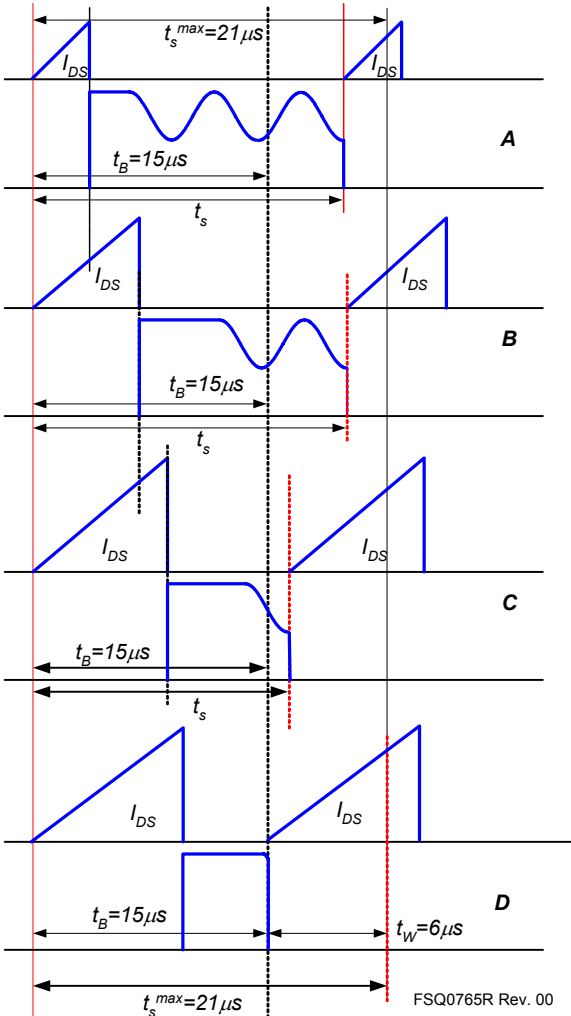 t_s^max=21μs
I_DS
I_DS
A
t_B=15μs
t_s
I_DS
I_DS
B
t_B=15μs
t_s
I_DS
I_DS
C
t_B=15μs
t_s
I_DS
I_DS
D
t_B=15μs
t_W=6μs
t_s^max=21μs
FSQ0765R Rev. 00